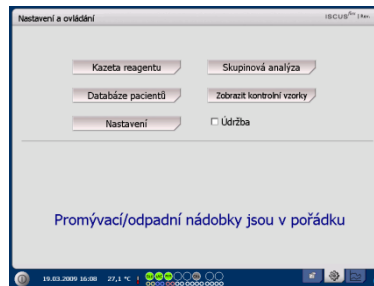 Nastavení a ovládání
ISCUS
Kazeta reagentu
Skupinová analýza
Databáze pacientů
Zobrazit kontrolní vzorky
Nastavení
Údržba
Promývací/odpadní nádobky jsou v pořádku
19.03.2009 16:08 27,1 °C